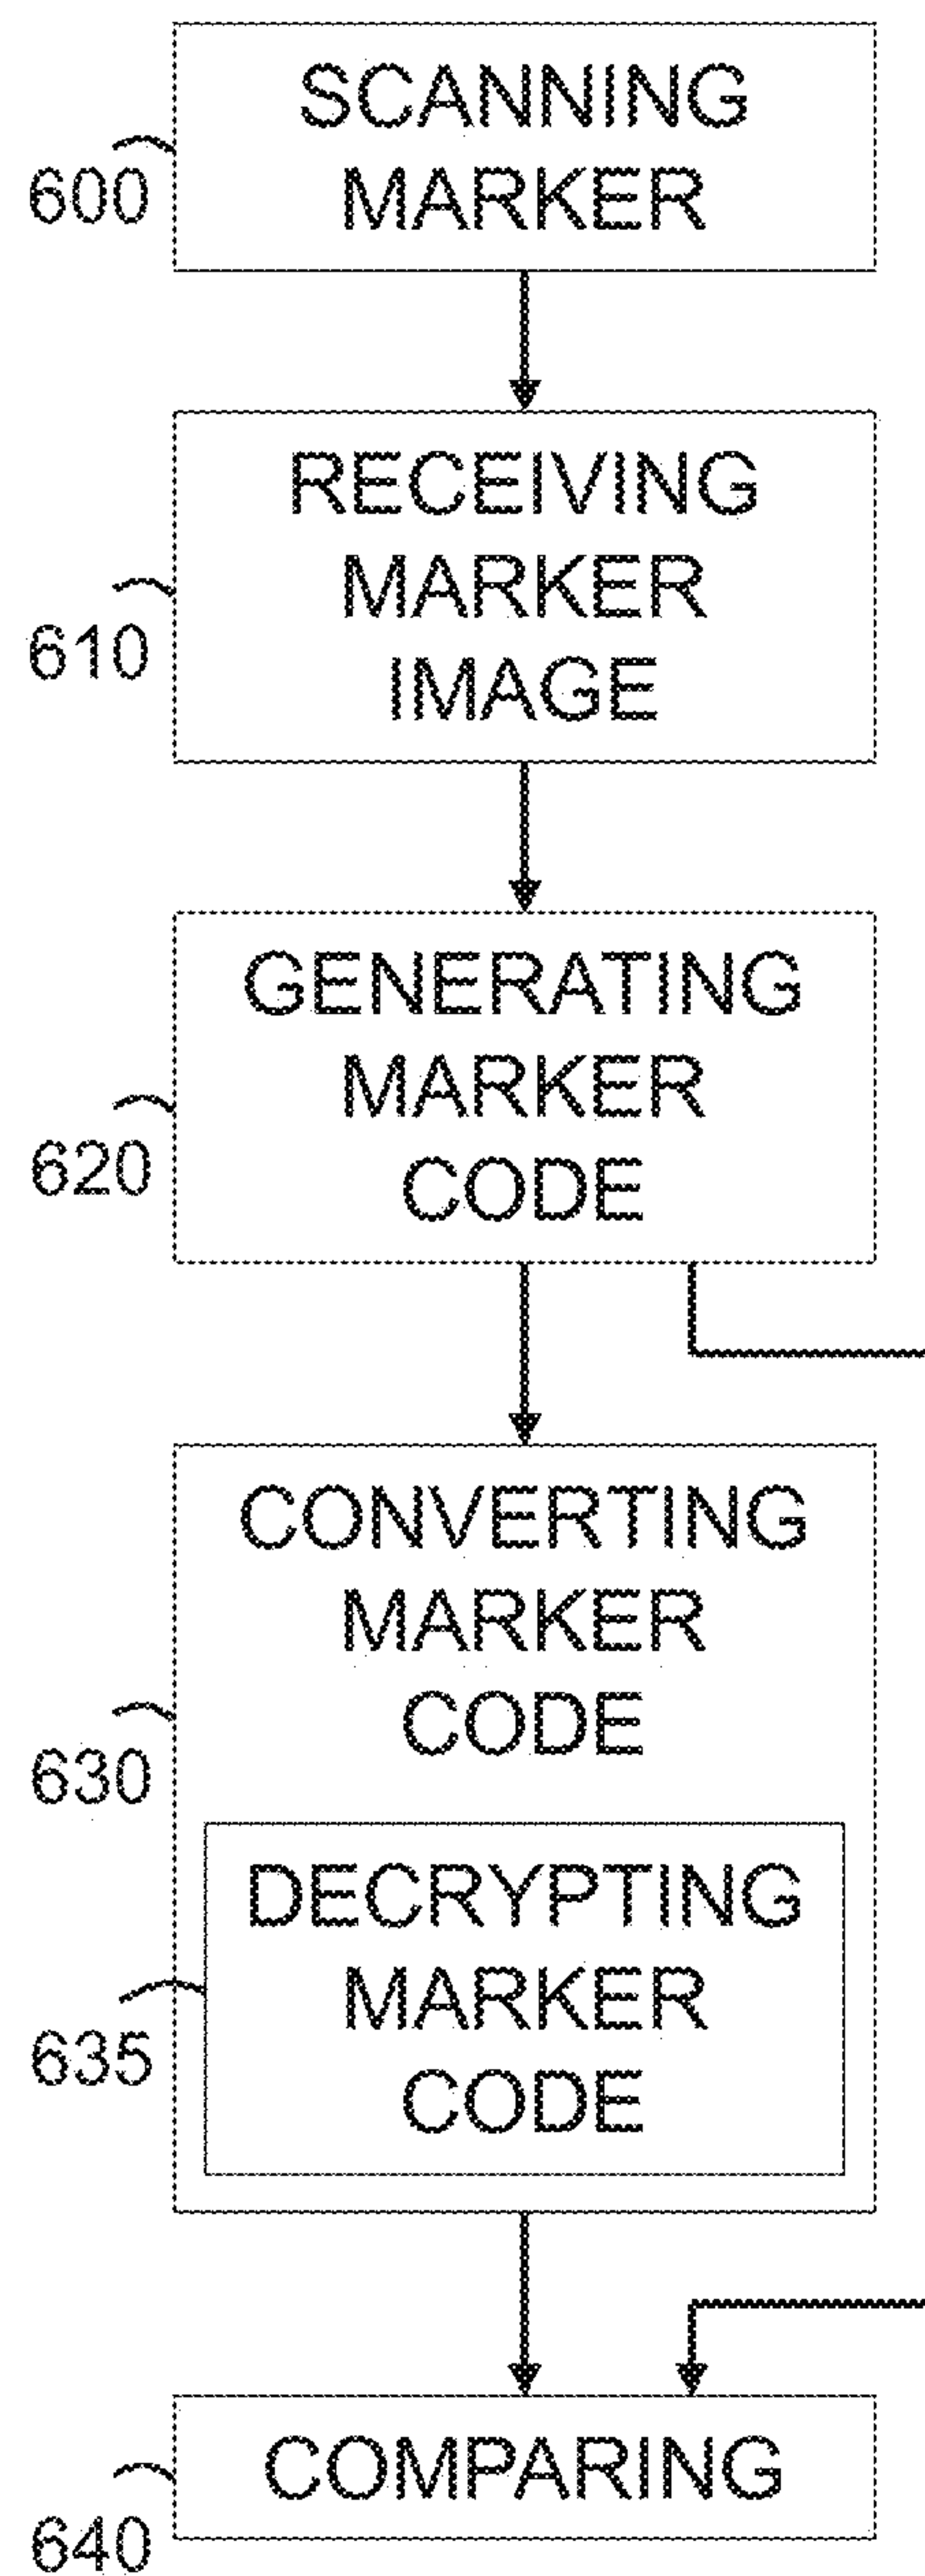 SCANNING
MARKER
600
RECEIVING
MARKER
IMAGE
610
GENERATING
MARKER
CODE
620
CONVERTING
MARKER
CODE
630
DECRYPTING
MARKER
CODE
635
COMPARING
640